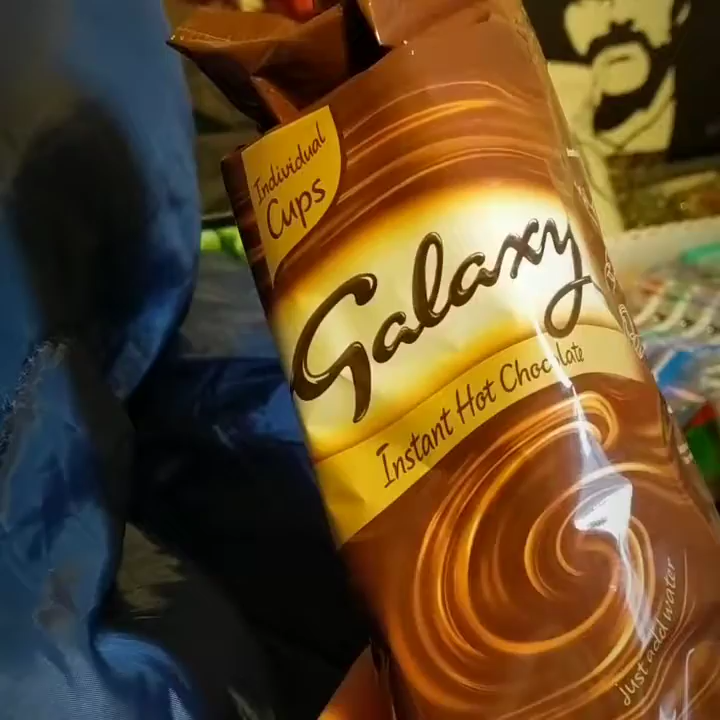 Individual
Cups
Galaxy
Instant Hot Chocolate
Just add water